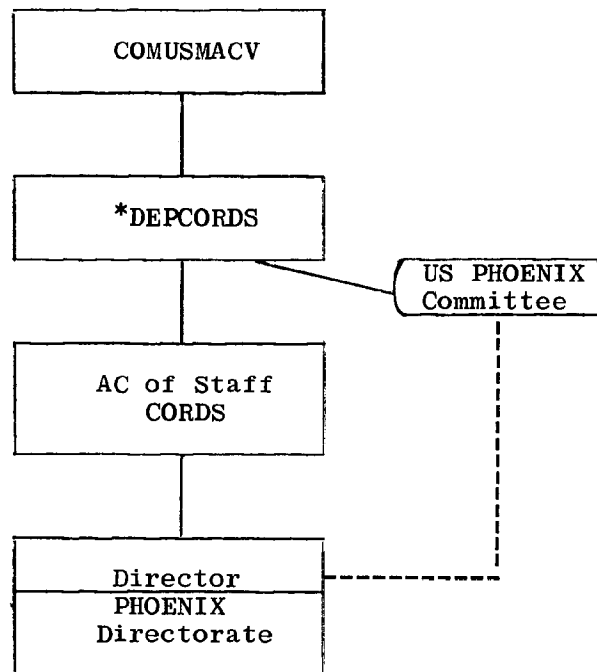 COMUSMACV
*DEPCORDS
US PHOENIX
Committee
AC of Staff
CORDS
Director
PHOENIX
Directorate